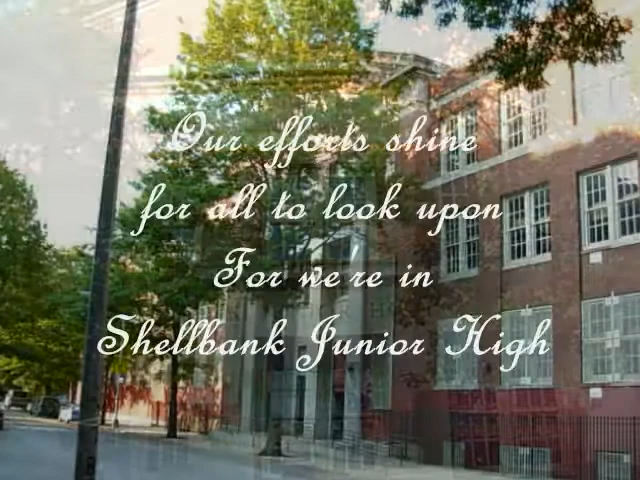 Our efforts shine
for all to look upon
For we're in
Shellbank Junior High